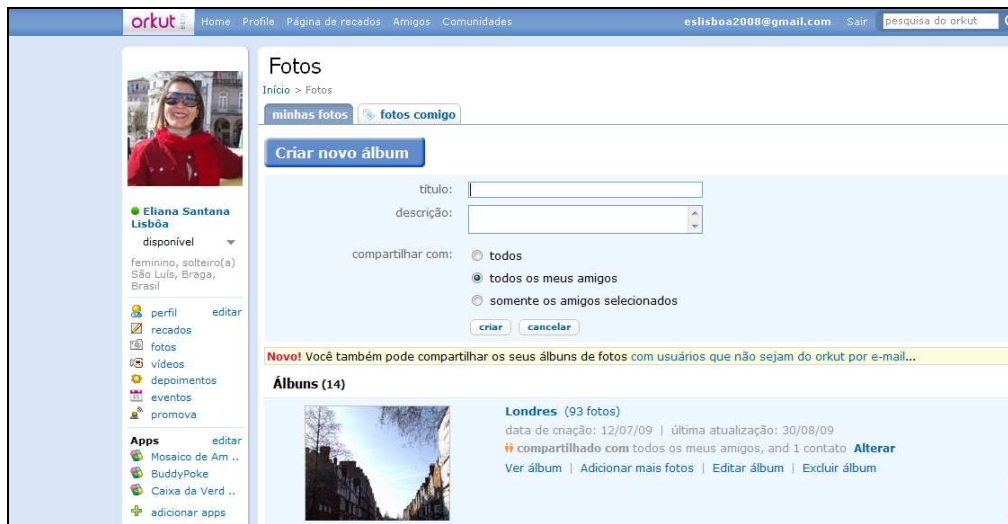 orkut Home Profile Página de recados Amigos Comunidades eslisboa2008@gmail.com Sair pesquisa do orkut
Fotos
Início > Fotos
minhas fotos fotos comigo
Criar novo álbum
título:
descrição:
compartilhar com:
todos
todos os meus amigos
somente os amigos selecionados
criar cancelar
Novo! Você também pode compartilhar os seus álbuns de fotos com usuários que não sejam do orkut por e-mail...
Álbuns (14)
Londres (93 fotos)
data de criação: 12/07/09 | última atualização: 30/08/09
compartilhado com todos os meus amigos, and 1 contato Alterar
Ver álbum | Adicionar mais fotos | Editar álbum | Excluir álbum
Eliana Santana
Lisbôa
disponível
feminino, solteiro(a)
São Luís, Braga,
Brasil
perfil editar
recados
fotos
vídeos
depoimentos
eventos
promova
Apps editar
Mosaico de Am ..
BuddyPoke
Caixa da Verd ..
adicionar apps